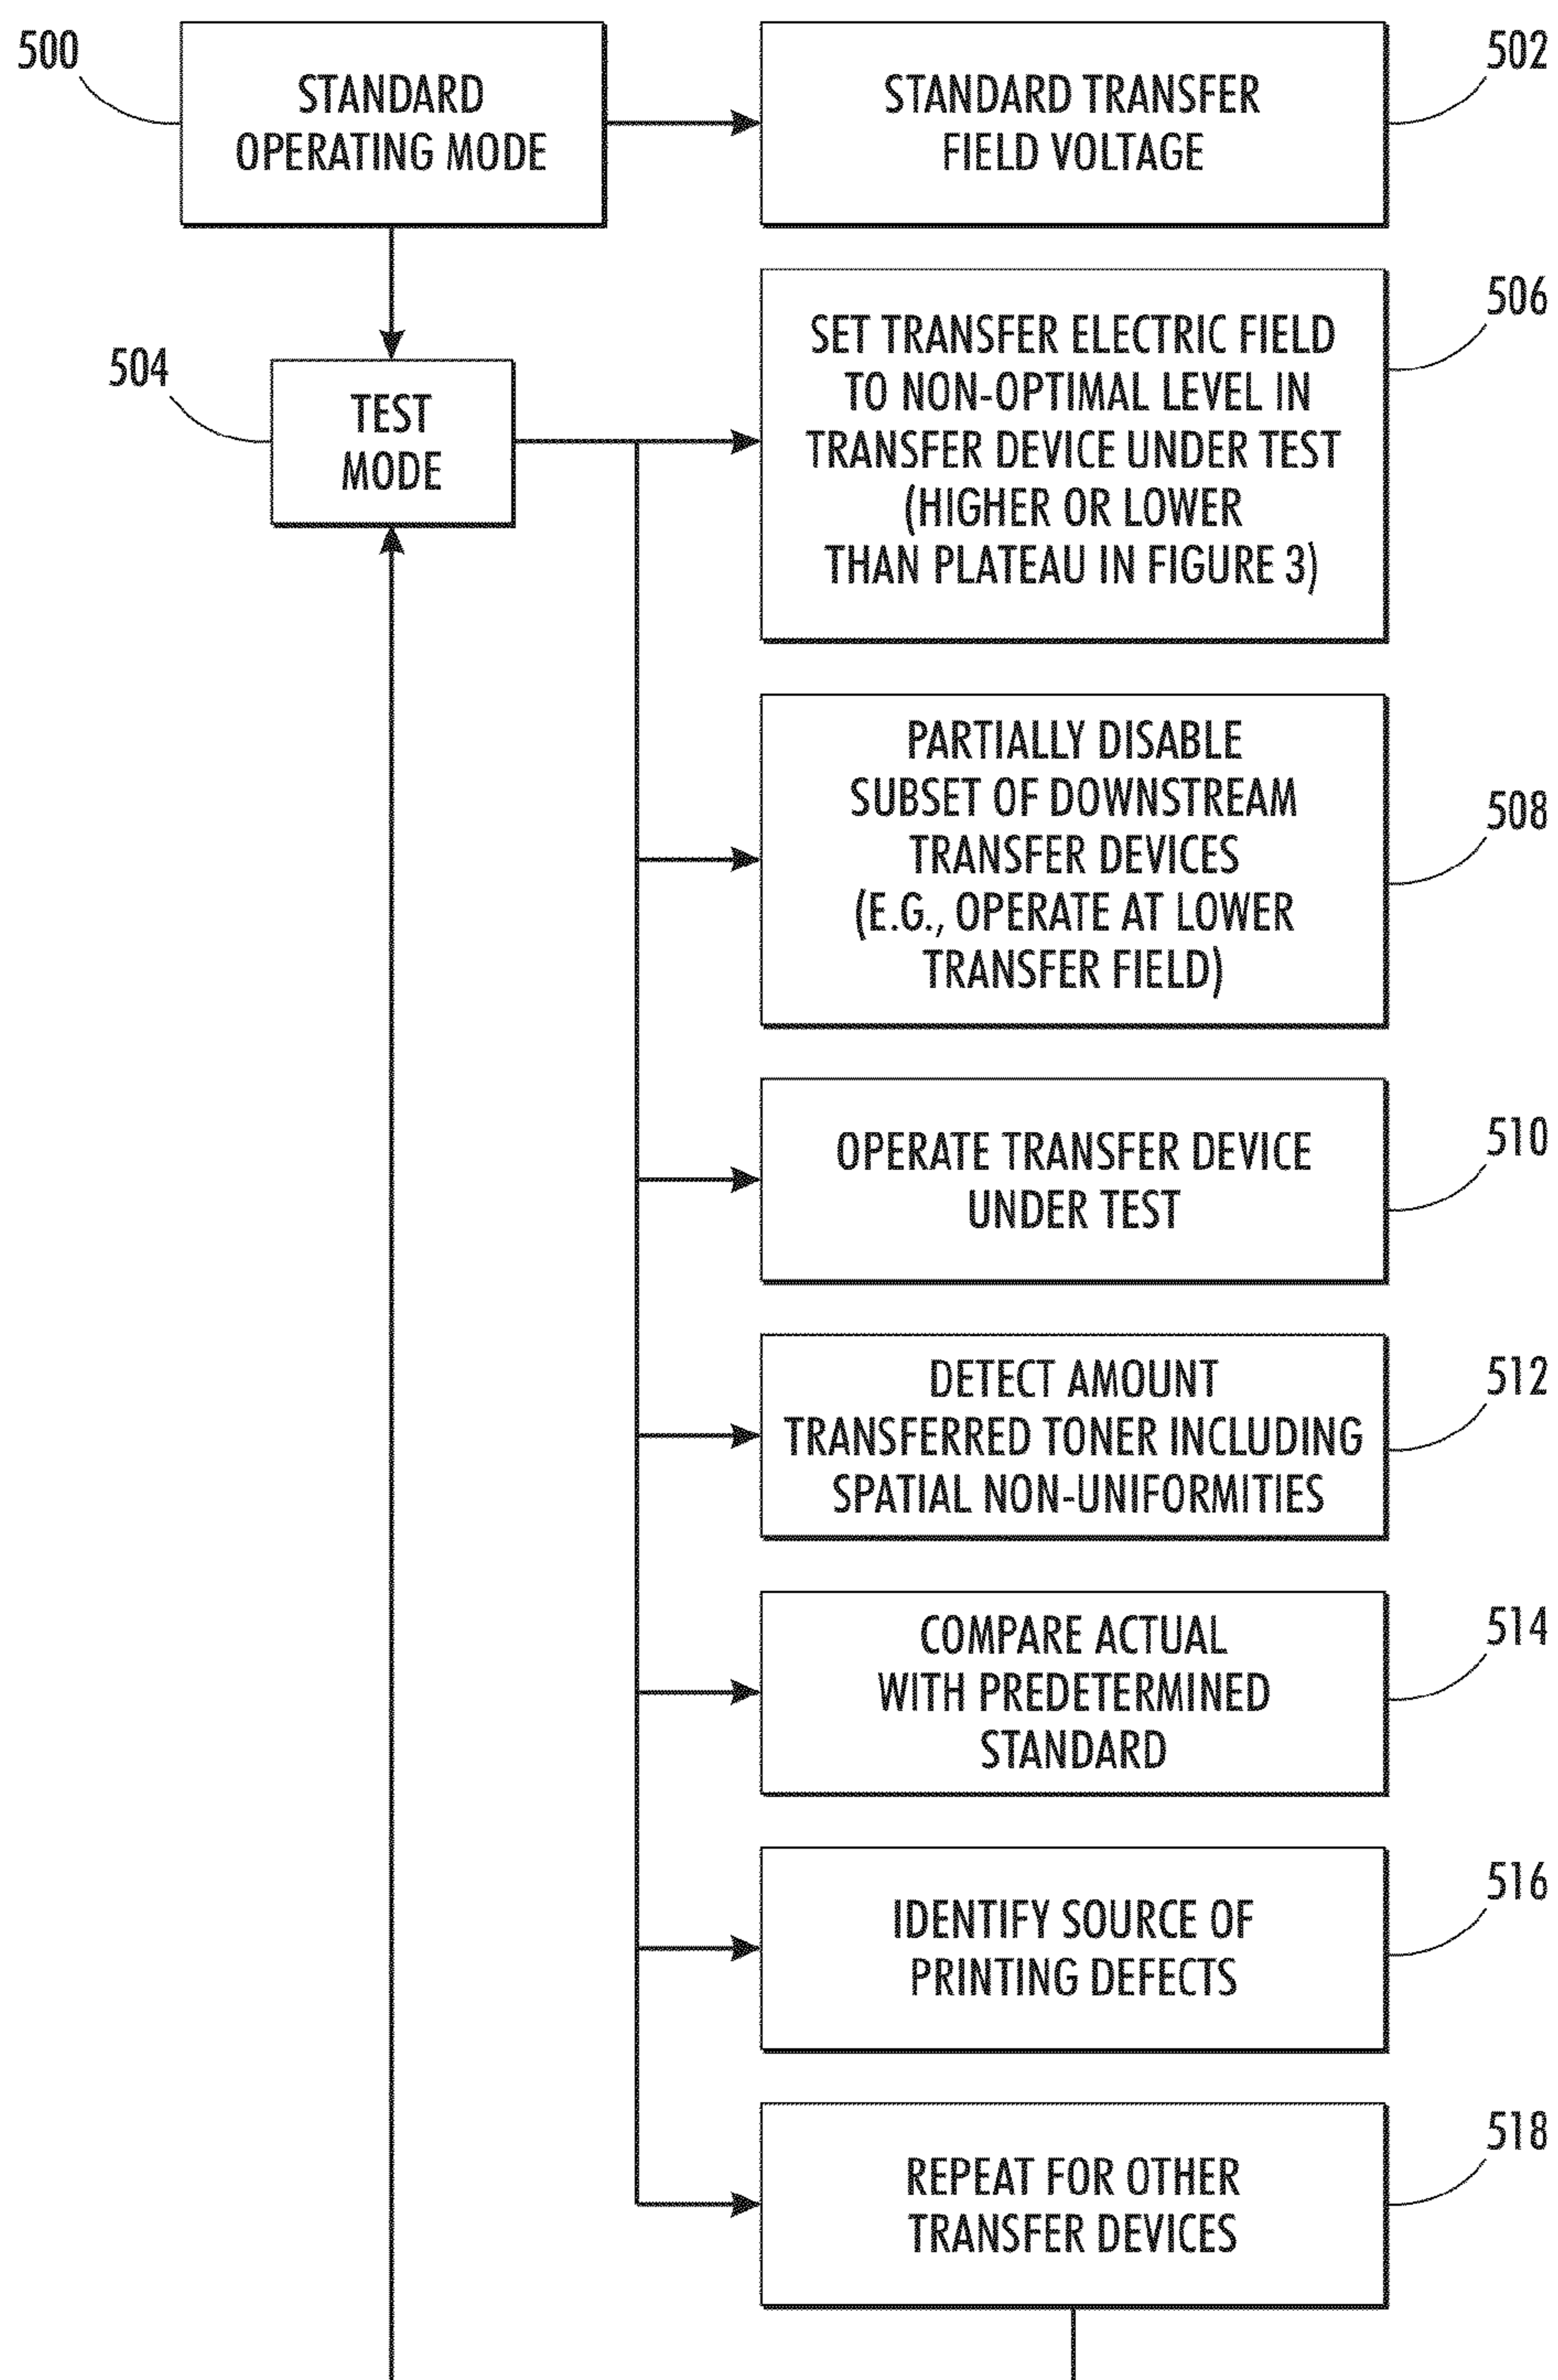 500
STANDARD
OPERATING MODE
STANDARD TRANSFER
FIELD VOLTAGE
502
504
TEST
MODE
SET TRANSFER ELECTRIC FIELD
TO NON-OPTIMAL LEVEL IN
TRANSFER DEVICE UNDER TEST
(HIGHER OR LOWER
THAN PLATEAU IN FIGURE 3)
506
PARTIALLY DISABLE
SUBSET OF DOWNSTREAM
TRANSFER DEVICES
(E.G., OPERATE AT LOWER
TRANSFER FIELD)
508
OPERATE TRANSFER DEVICE
UNDER TEST
510
DETECT AMOUNT
TRANSFERRED TONER INCLUDING
SPATIAL NON-UNIFORMITIES
512
COMPARE ACTUAL
WITH PREDETERMINED
STANDARD
514
IDENTIFY SOURCE OF
PRINTING DEFECTS
516
REPEAT FOR OTHER
TRANSFER DEVICES
518